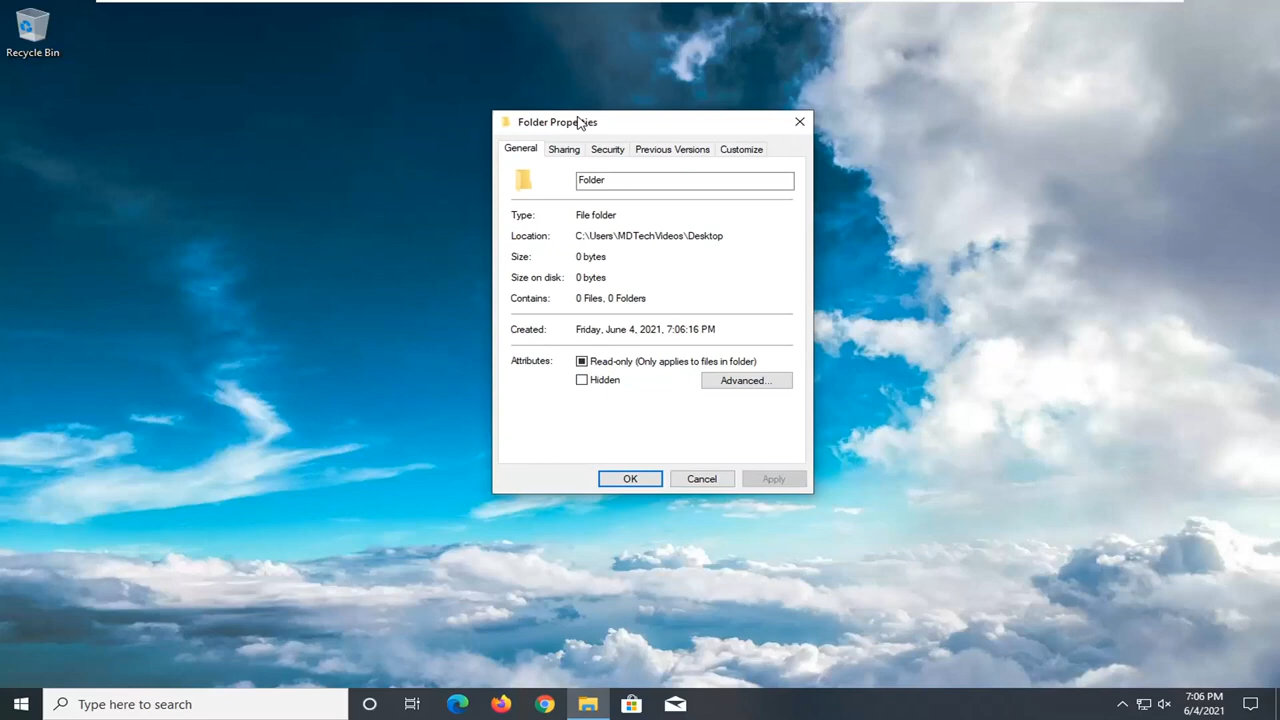 Recycle Bin
Folder Properties
General Sharing Security Previous Versions Customize
Folder
Type: File folder
Location: C:\Users\MDTechVideos\Desktop
Size: 0 bytes
Size on disk: 0 bytes
Contains: 0 Files, 0 Folders
Created: Friday, June 4, 2021, 7:06:16 PM
Attributes: Read-only (Only applies to files in folder)
Hidden Advanced...
OK Cancel Apply
Type here to search
7:06 PM
6/4/2021